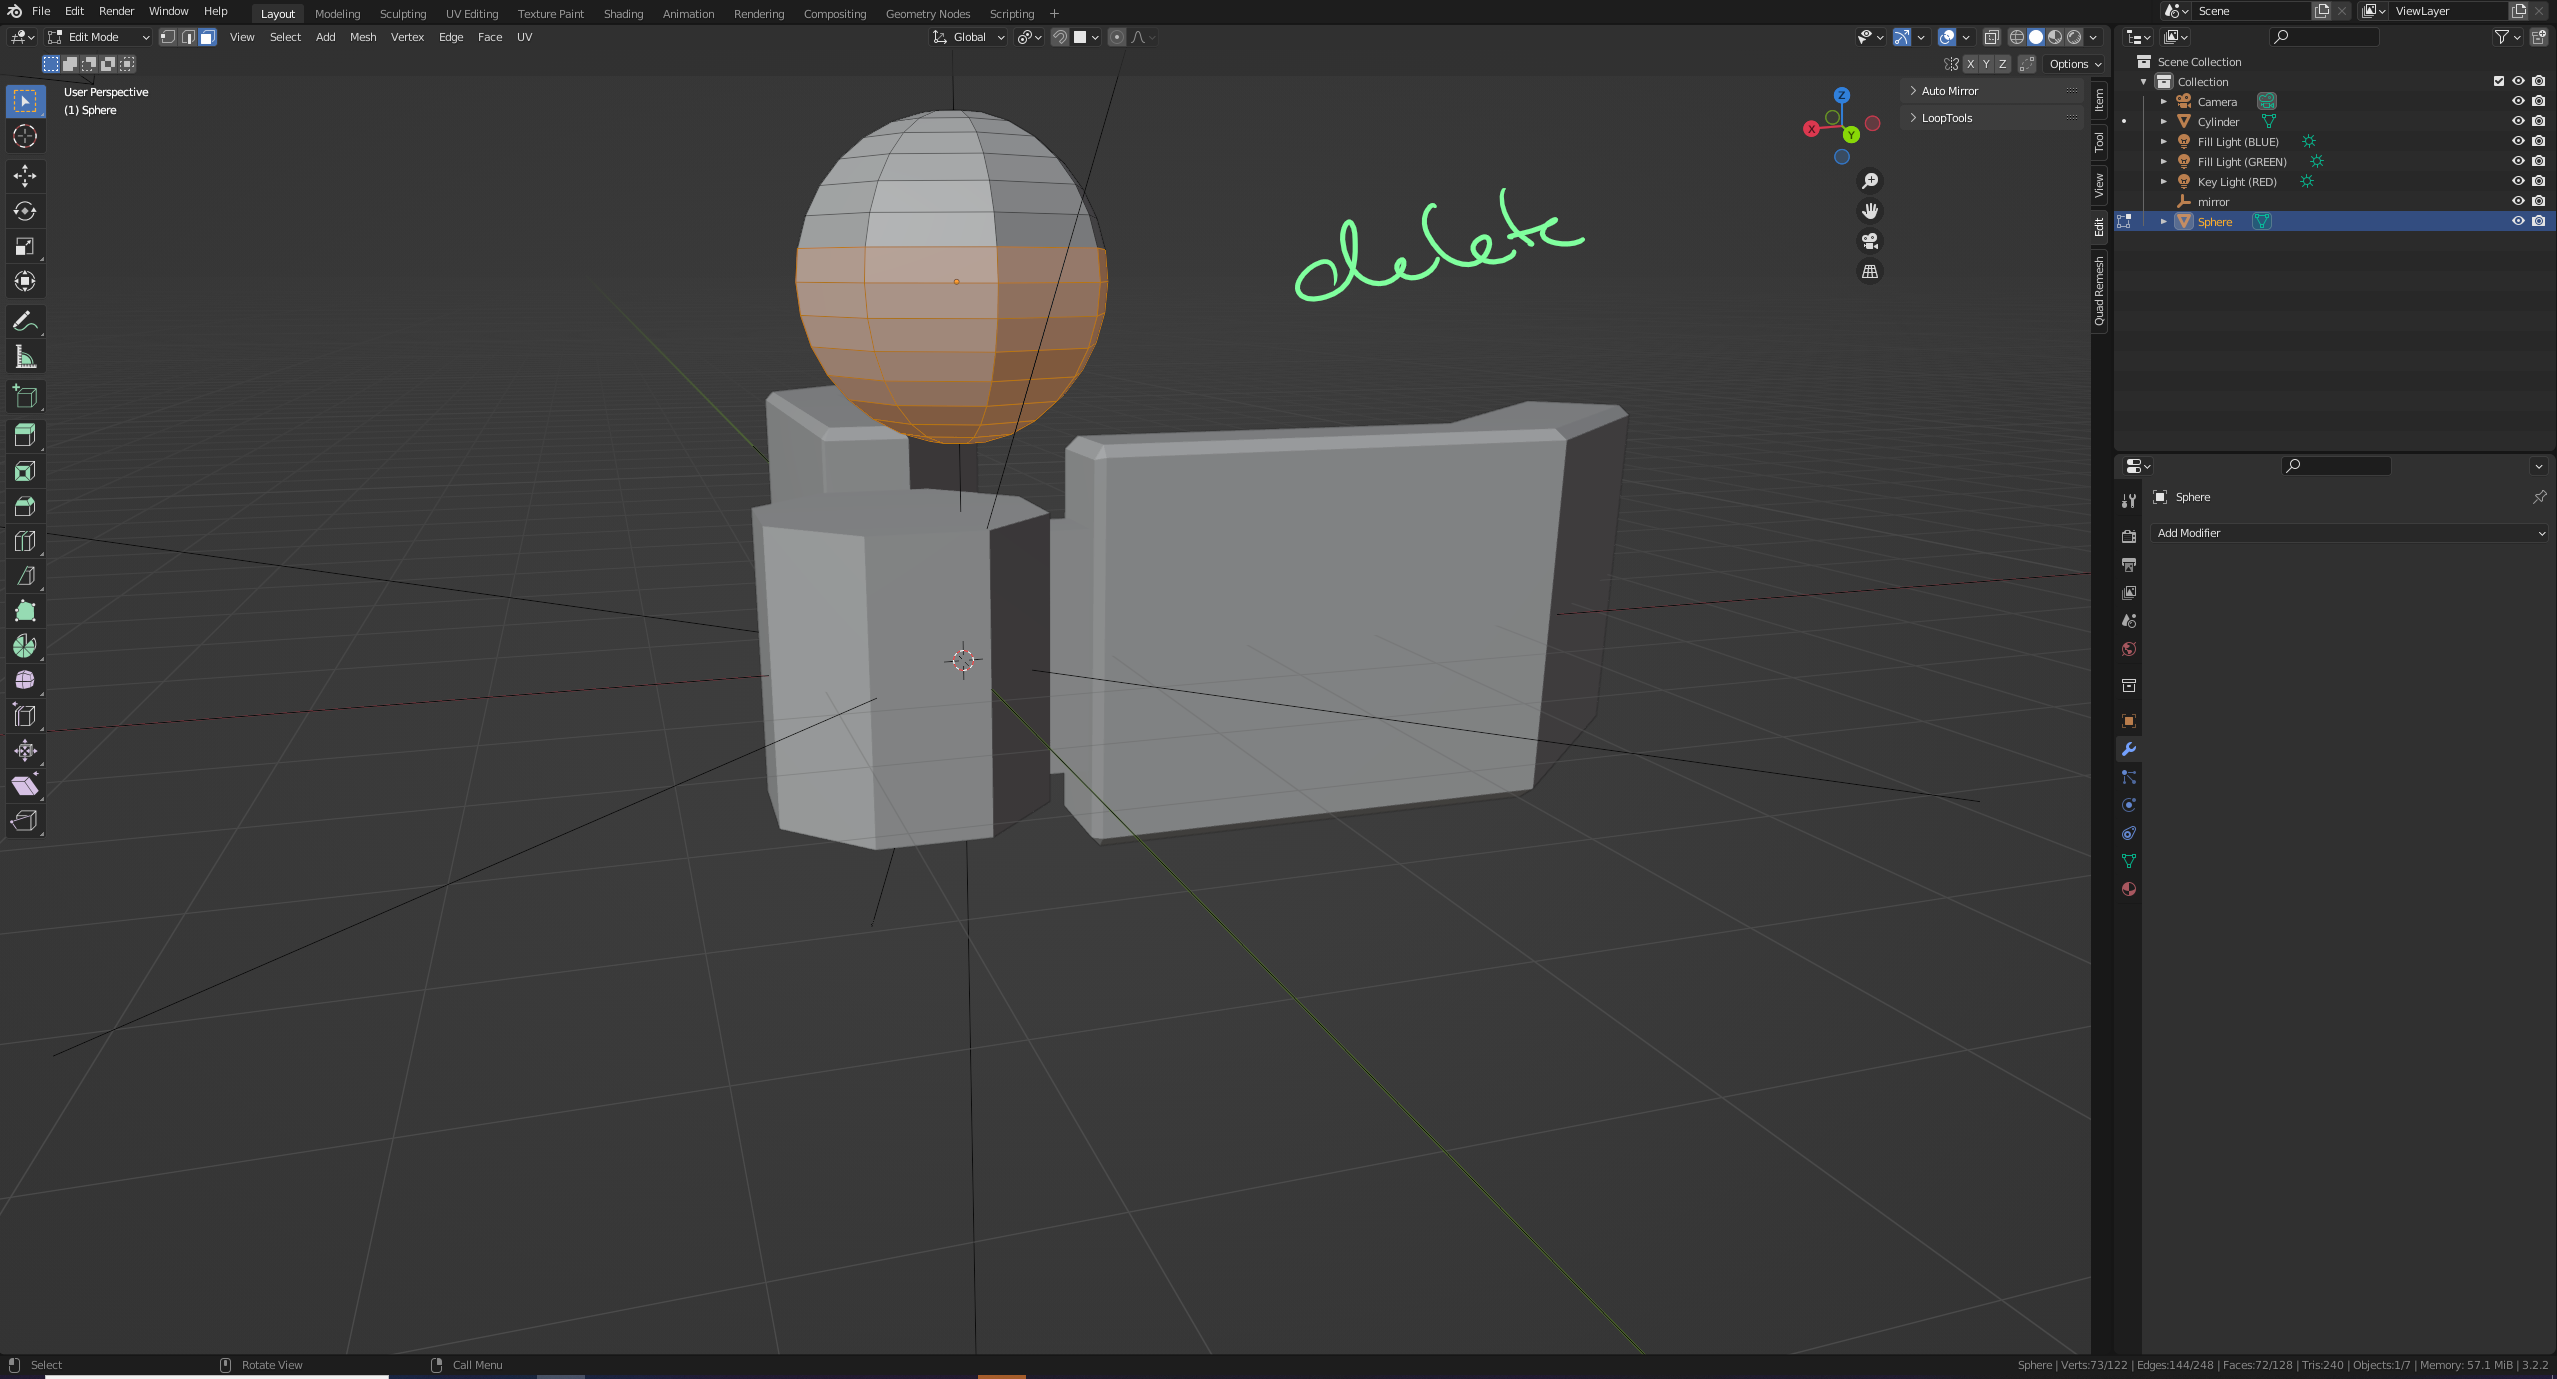 File Edit Render Window Help Layout Modeling Sculpting UV Editing Texture Paint Shading Animation Rendering Compositing Geometry Nodes Scripting + Scene ViewLayer
Edit Mode View Select Add Mesh Vertex Edge Face UV Global
X Y Z Options
User Perspective
(1) Sphere
Z
X
Y
Auto Mirror
LoopTools
Item
Tool
View
Edit
Quad Remesh
delete
Scene Collection
Collection
Camera
Cylinder
Fill Light (BLUE)
Fill Light (GREEN)
Key Light (RED)
mirror
Sphere
Sphere
Add Modifier
Select Rotate View Call Menu
Sphere | Verts:73/122 | Edges:144/248 | Faces:72/128 | Tris:240 | Objects:1/7 | Memory: 57.1 MiB | 3.2.2